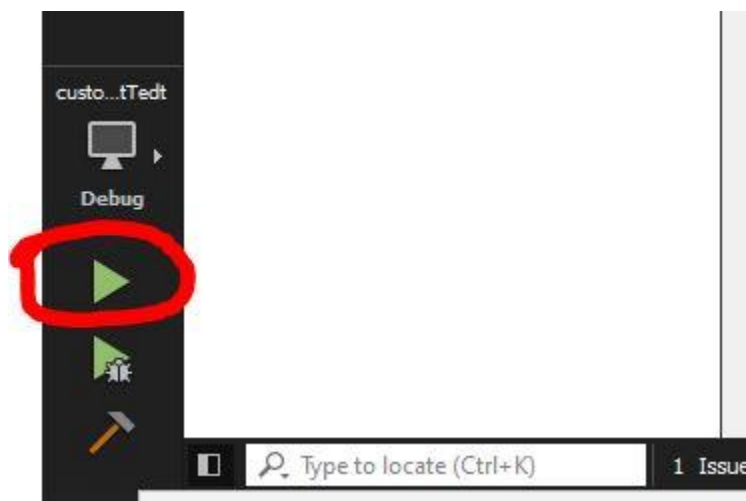 custo...tTedt
Debug
Type to locate (Ctrl+K)
1 Issue